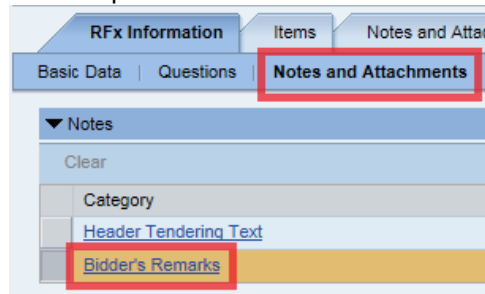 RFx Information Items Notes and Attac
Basic Data | Questions | Notes and Attachments
Notes
Clear
Category
Header Tendering Text
Bidder's Remarks